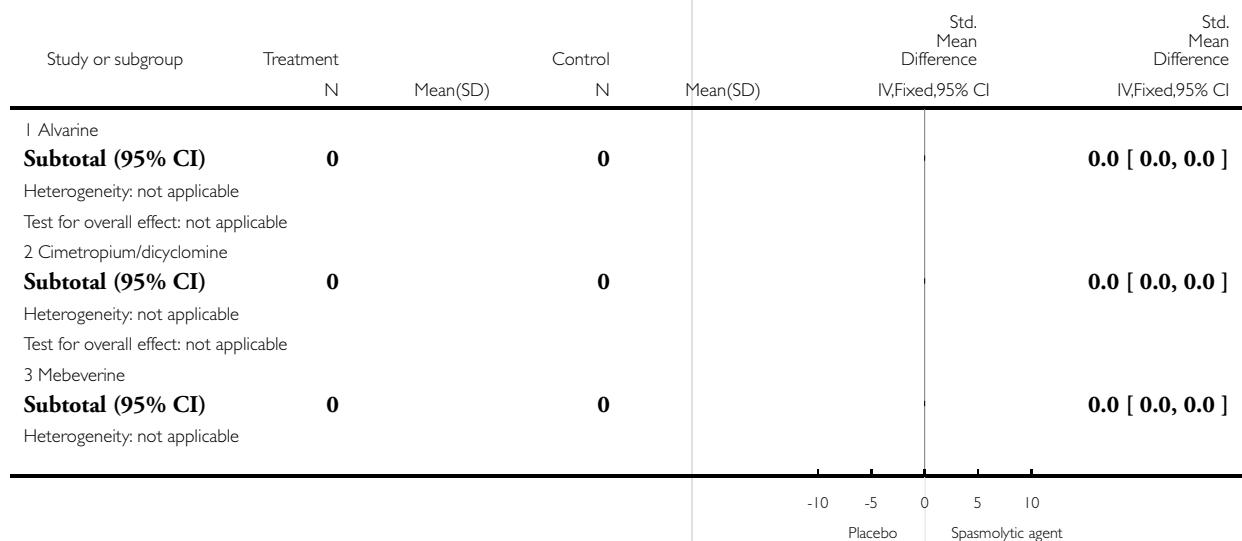 Std.
Mean
Difference
Std.
Mean
Difference
Study or subgroup Treatment Control
N Mean(SD) N Mean(SD) IV,Fixed,95% CI IV,Fixed,95% CI
1 Alvarine
Subtotal (95% CI) 0 0 0.0 [ 0.0, 0.0 ]
Heterogeneity: not applicable
Test for overall effect: not applicable
2 Cimetropium/dicyclomine
Subtotal (95% CI) 0 0 0.0 [ 0.0, 0.0 ]
Heterogeneity: not applicable
Test for overall effect: not applicable
3 Mebeverine
Subtotal (95% CI) 0 0 0.0 [ 0.0, 0.0 ]
Heterogeneity: not applicable
-10 -5 0 5 10
Placebo Spasmolytic agent